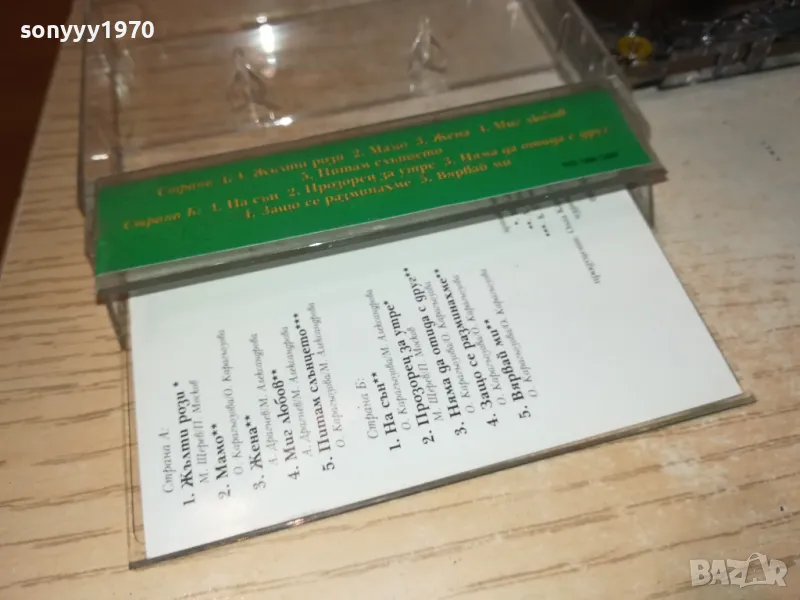 sonyyy1970
Страна А: 1. Жълти рози 2. Мамо 3. Жена 4. Миг любов
5. Питам слънцето
Страна Б: 1. На сън 2. Прозорец за утре 3. Няма да отида с друг
4. Защо се разминахме 5. Вярвай ми
Страна А:
1. Жълти рози *
М. Щерев/П. Москов
2. Мамо**
О. Карагьозова/О. Карагьозова
3. Жена**
А. Драгнев/М. Александрова
4. Миг любов**
А. Драгнев/М. Александрова
5. Питам слънцето***
О. Карагьозова/М. Александрова
Страна Б:
1. На сън**
О. Карагьозова/М. Александрова
2. Прозорец за утре*
М. Щерев/П. Москов
3. Няма да отида с друг**
О. Карагьозова/О. Карагьозова
4. Защо се разминахме**
О. Карагьозова/О. Карагьозова
5. Вярвай ми**
О. Карагьозова/О. Карагьозова
BAZAR